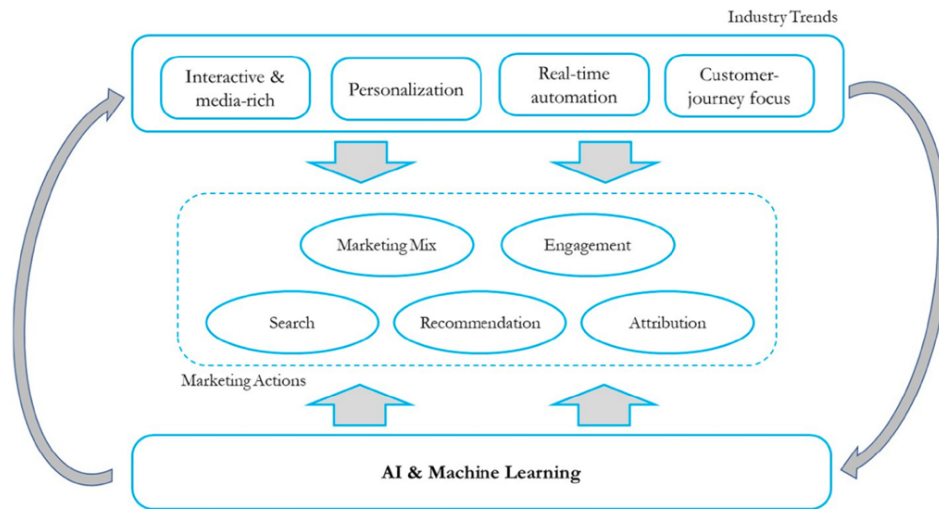 Industry Trends
Interactive &
media-rich
Personalization
Real-time
automation
Customer-
journey focus
Marketing Mix
Engagement
Search
Recommendation
Attribution
Marketing Actions
AI & Machine Learning